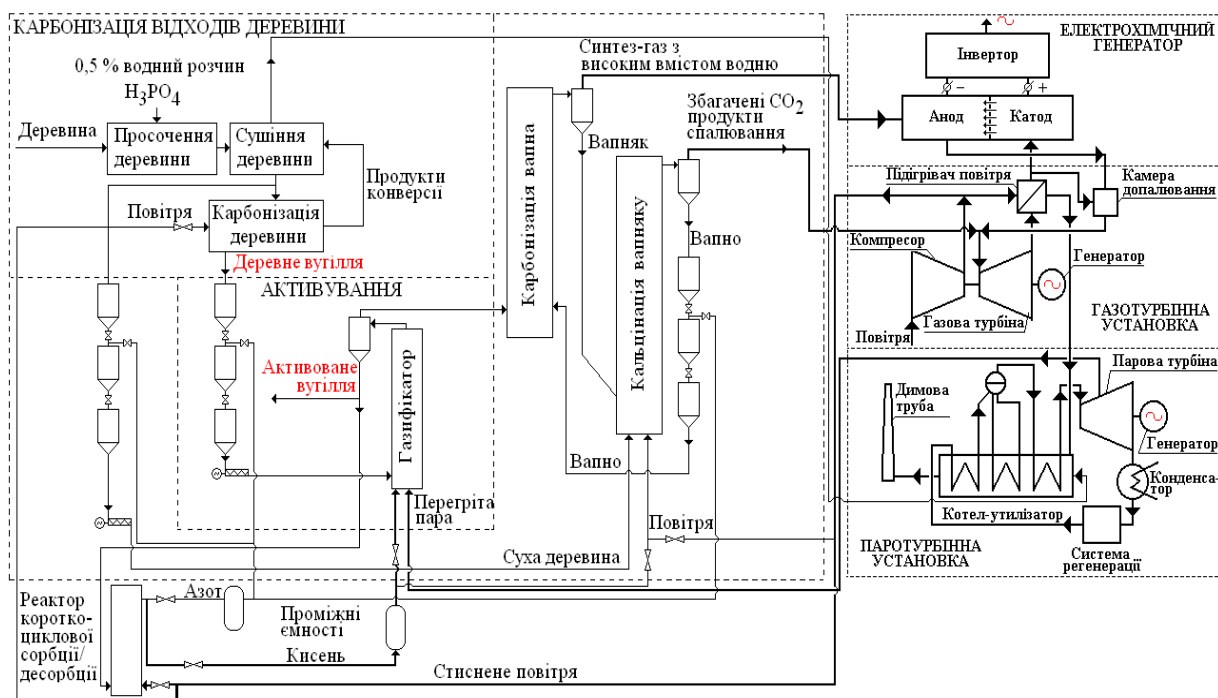 КАРБОНІЗАЦІЯ ВІДХОДІВ ДЕРЕВИНИ
0,5 % водний розчин
H₃PO₄
Деревина
Просочення
деревини
Сушіння
деревини
Продукти
конверсії
Повітря
Карбонізація
деревини
Деревне вугілля
АКТИВУВАННЯ
Активоване
вугілля
Газифікатор
Перегріта
пара
Синтез-газ з
високим вмістом водню
Карбонізація вапна
Вапняк
Збагачені CO₂
продукти
спалювання
Кальцінація вапняку
Вапно
Вапно
Повітря
Суха деревина
Азот
Проміжні
ємності
Кисень
Стиснене повітря
Реактор
коротко-
циклової
сорбції/
десорбції
ЕЛЕКТРОХІМІЧНИЙ
ГЕНЕРАТОР
Інвертор
− +
Анод
Катод
Підігрівач повітря
Камера
допалювання
Компресор
Генератор
Газова турбіна
ГАЗОТУРБІННА
УСТАНОВКА
Повітря
Парова турбіна
Димова
труба
Генератор
Конденса-
тор
Котел-утилізатор
ПАРОТУРБІННА
УСТАНОВКА
Система
регенерації